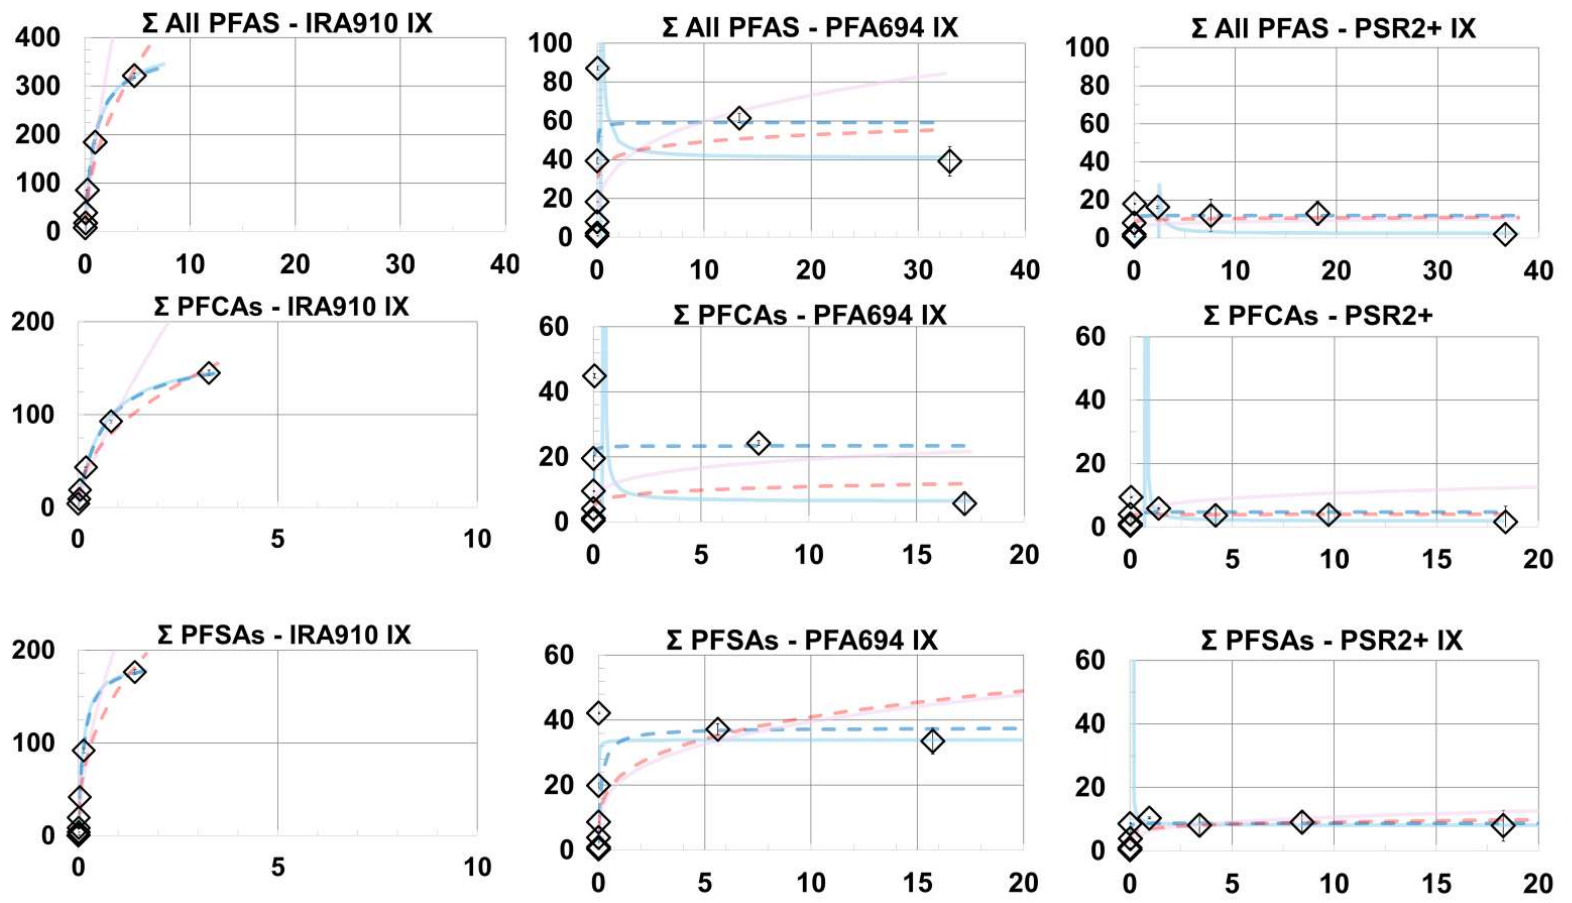 Σ All PFAS - IRA910 IX
400
300
200
100
0
0 10 20 30 40
Σ All PFAS - PFA694 IX
100
80
60
40
20
0
0 10 20 30 40
Σ All PFAS - PSR2+ IX
100
80
60
40
20
0
0 10 20 30 40
Σ PFCAs - IRA910 IX
200
100
0
0 5 10
Σ PFCAs - PFA694 IX
60
40
20
0
0 5 10 15 20
Σ PFCAs - PSR2+
60
40
20
0
0 5 10 15 20
Σ PFSAs - IRA910 IX
200
100
0
0 5 10
Σ PFSAs - PFA694 IX
60
40
20
0
0 5 10 15 20
Σ PFSAs - PSR2+ IX
60
40
20
0
0 5 10 15 20